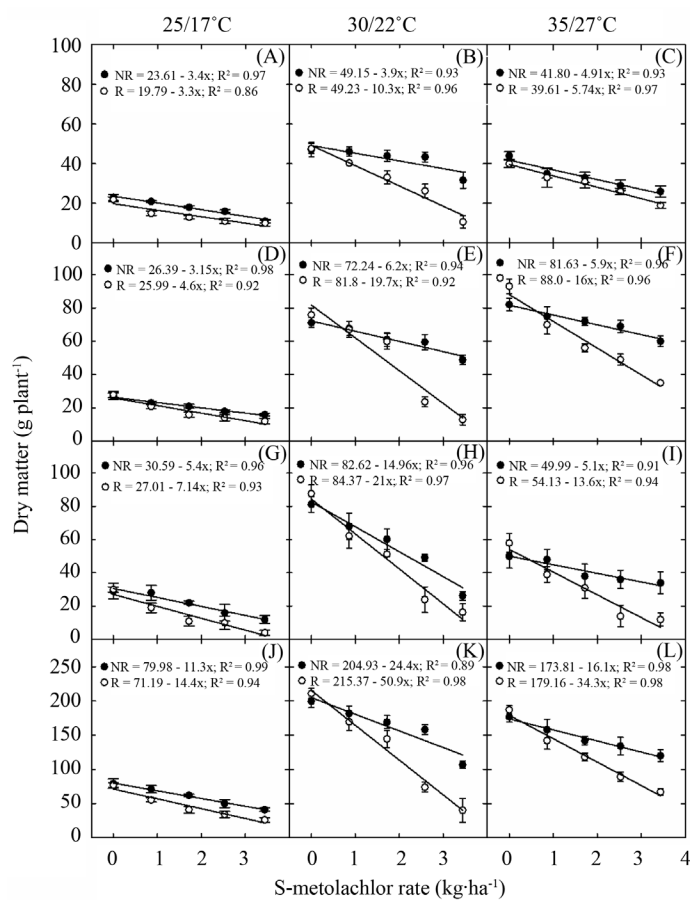 25/17˚C 30/22˚C 35/27˚C
100
80
60
40
20
0
(A)
NR = 23.61 - 3.4x; R² = 0.97
R = 19.79 - 3.3x; R² = 0.86
(B)
NR = 49.15 - 3.9x; R² = 0.93
R = 49.23 - 10.3x; R² = 0.96
(C)
NR = 41.80 - 4.91x; R² = 0.93
R = 39.61 - 5.74x; R² = 0.97
100
80
60
40
20
0
(D)
NR = 26.39 - 3.15x; R² = 0.98
R = 25.99 - 4.6x; R² = 0.92
(E)
NR = 72.24 - 6.2x; R² = 0.94
R = 81.8 - 19.7x; R² = 0.92
(F)
NR = 81.63 - 5.9x; R² = 0.96
R = 88.0 - 16x; R² = 0.96
100
80
60
40
20
0
(G)
NR = 30.59 - 5.4x; R² = 0.96
R = 27.01 - 7.14x; R² = 0.93
(H)
NR = 82.62 - 14.96x; R² = 0.96
R = 84.37 - 21x; R² = 0.97
(I)
NR = 49.99 - 5.1x; R² = 0.91
R = 54.13 - 13.6x; R² = 0.94
250
200
150
100
50
0
(J)
NR = 79.98 - 11.3x; R² = 0.99
R = 71.19 - 14.4x; R² = 0.94
(K)
NR = 204.93 - 24.4x; R² = 0.89
R = 215.37 - 50.9x; R² = 0.98
(L)
NR = 173.81 - 16.1x; R² = 0.98
R = 179.16 - 34.3x; R² = 0.98
0 1 2 3 0 1 2 3 0 1 2 3 4
Dry matter (g plant⁻¹)
S-metolachlor rate (kg·ha⁻¹)